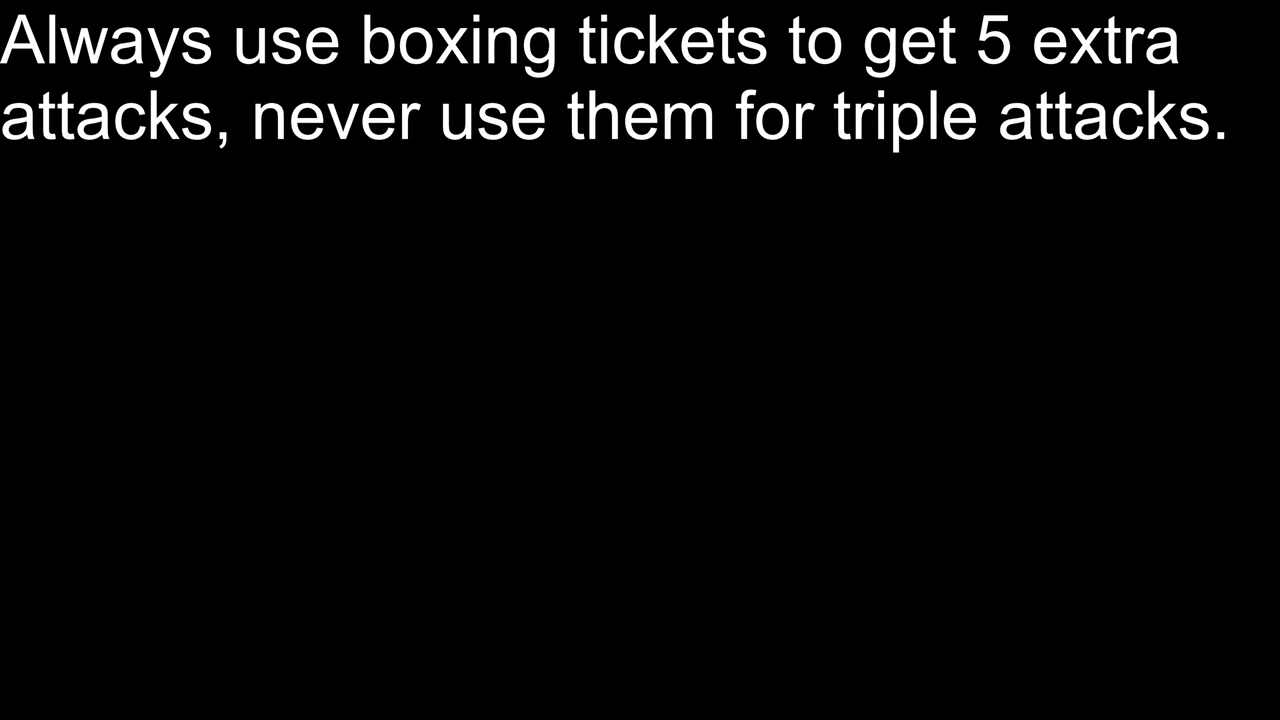 Always use boxing tickets to get 5 extra
attacks, never use them for triple attacks.